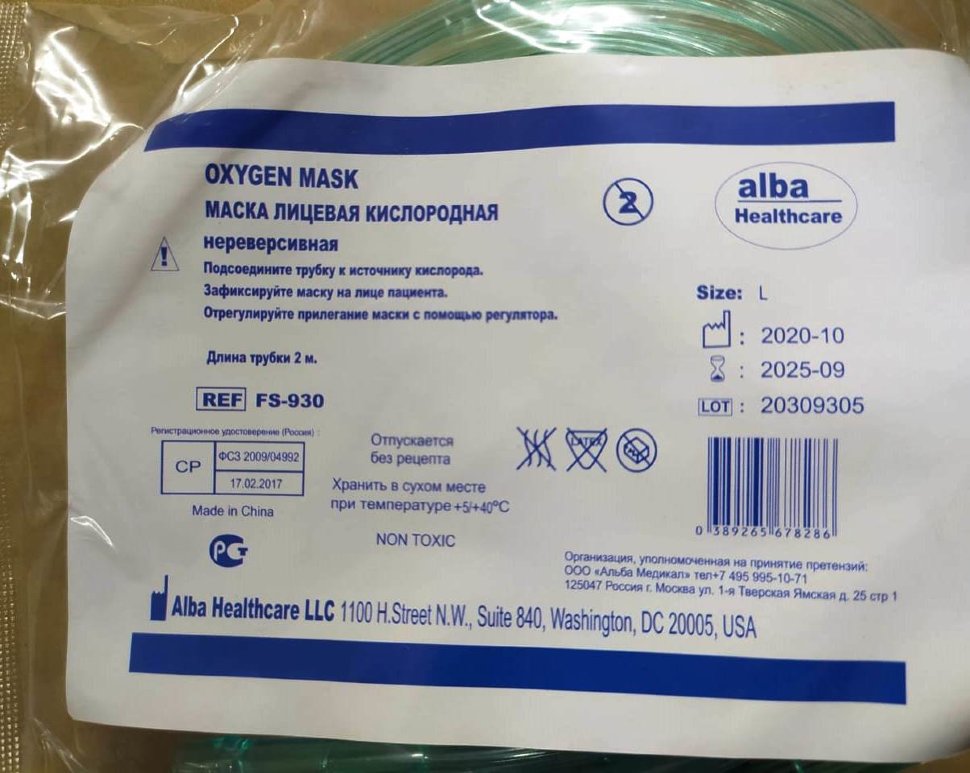 OXYGEN MASK
МАСКА ЛИЦЕВАЯ КИСЛОРОДНАЯ
нереверсивная
Подсоедините трубку к источнику кислорода.
Зафиксируйте маску на лице пациента.
Отрегулируйте прилегание маски с помощью регулятора.
Длина трубки 2 м.
REF FS-930
2
alba
Healthcare
Size: L
: 2020-10
: 2025-09
LOT : 20309305
Регистрационное удостоверение (Россия) :
СР
ФСЗ 2009/04992
17.02.2017
Made in China
Отпускается
без рецепта
Хранить в сухом месте
при температуре +5/+40°C
NON TOXIC
LATEX
PHT
0 389265 678286
РСТ
Организация, уполномоченная на принятие претензий:
ООО «Альба Медикал» тел+7 495 995-10-71
125047 Россия г. Москва ул. 1-я Тверская Ямская д. 25 стр 1
Alba Healthcare LLC 1100 H.Street N.W., Suite 840, Washington, DC 20005, USA